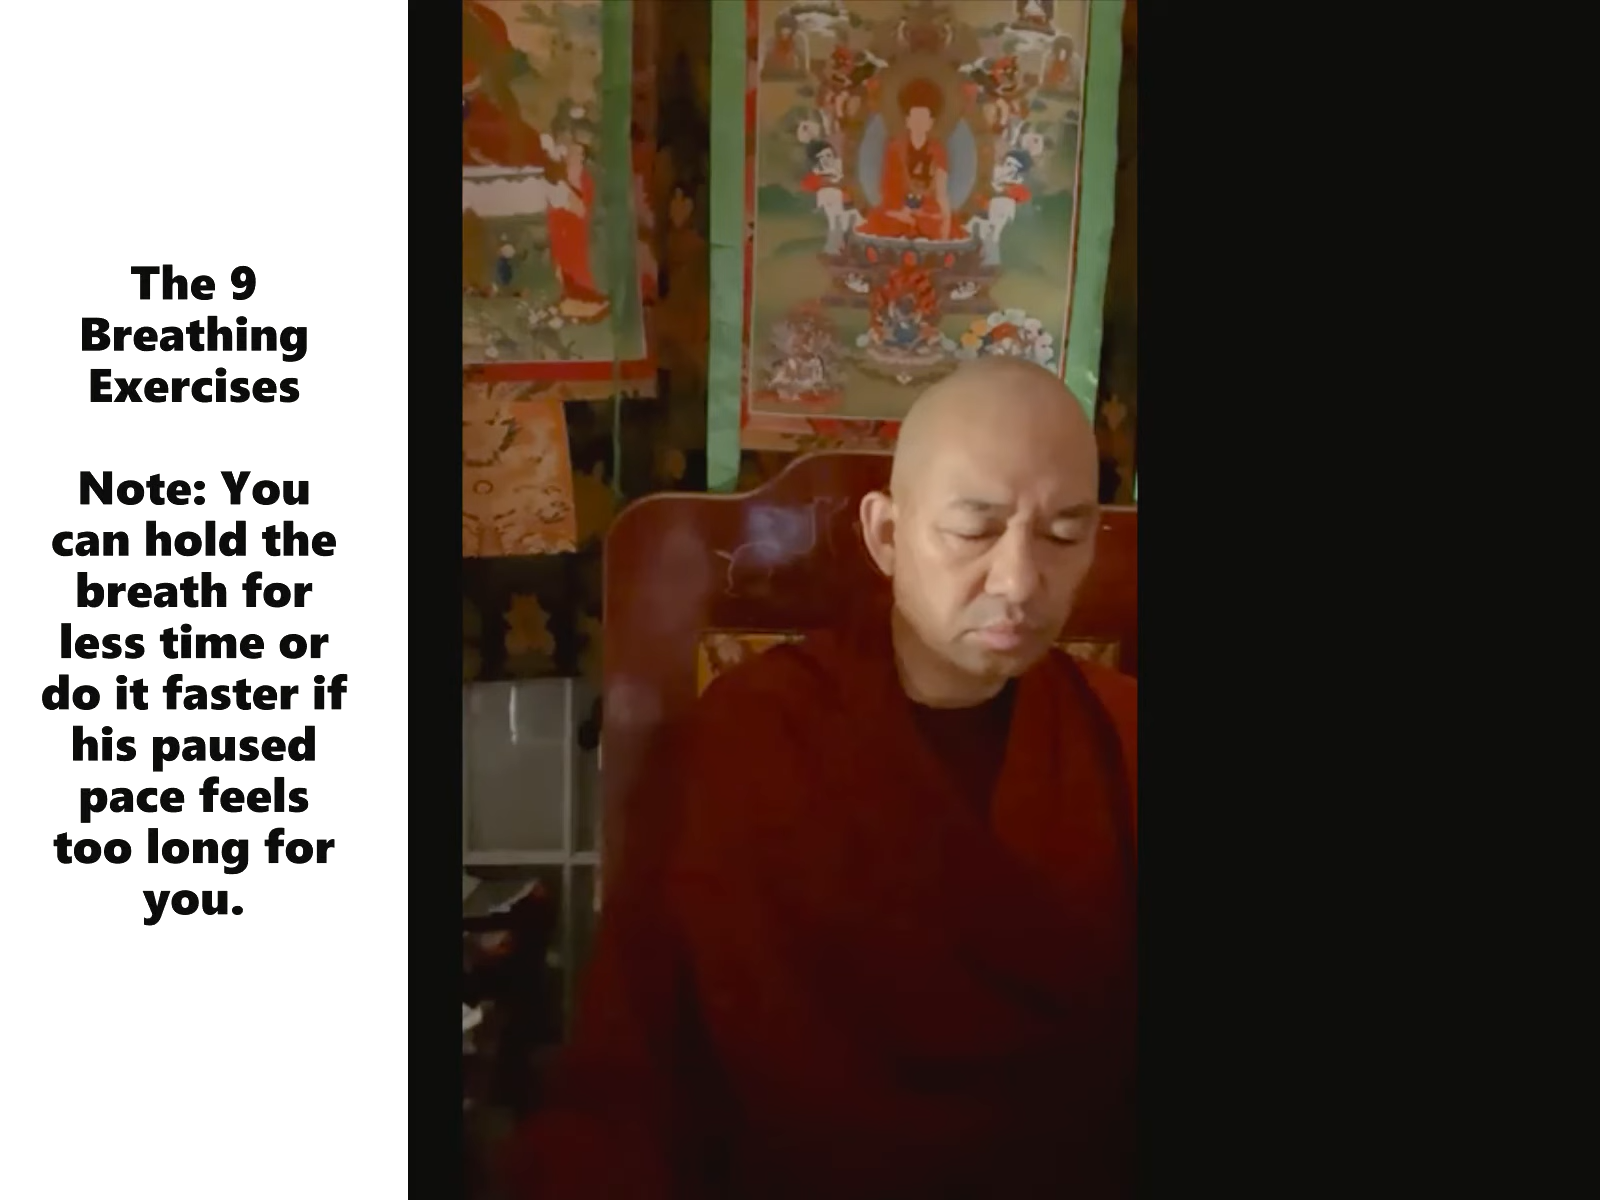 The 9
Breathing
Exercises
Note: You
can hold the
breath for
less time or
do it faster if
his paused
pace feels
too long for
you.